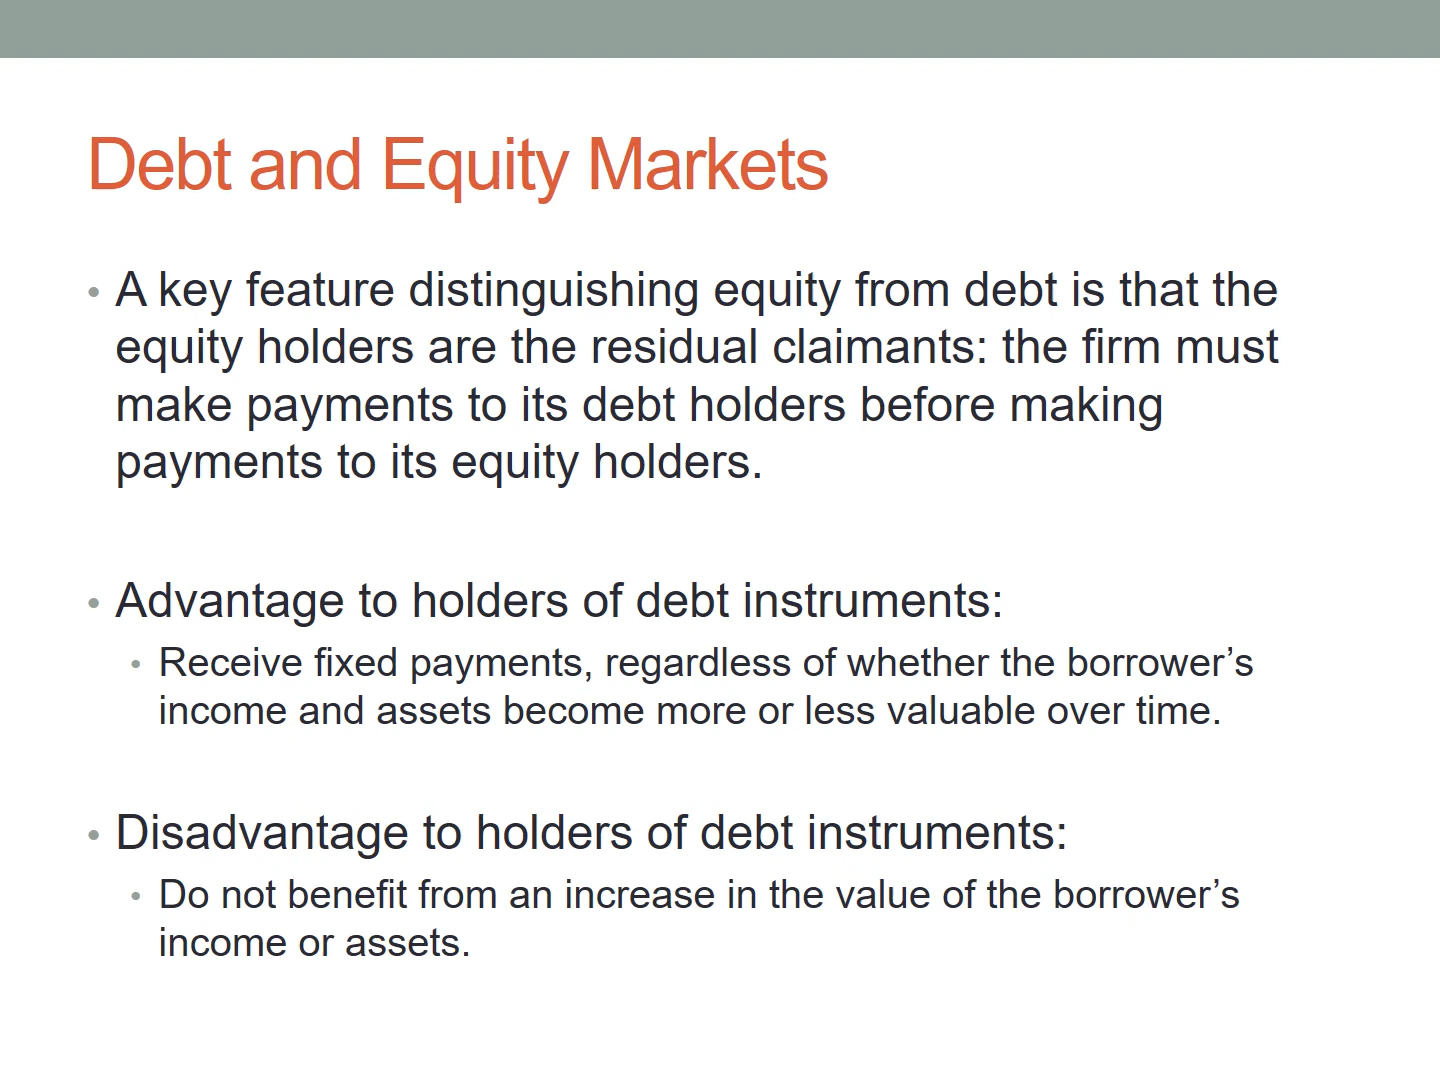 Debt and Equity Markets
• A key feature distinguishing equity from debt is that the
equity holders are the residual claimants: the firm must
make payments to its debt holders before making
payments to its equity holders.
• Advantage to holders of debt instruments:
• Receive fixed payments, regardless of whether the borrower’s
income and assets become more or less valuable over time.
• Disadvantage to holders of debt instruments:
• Do not benefit from an increase in the value of the borrower’s
income or assets.